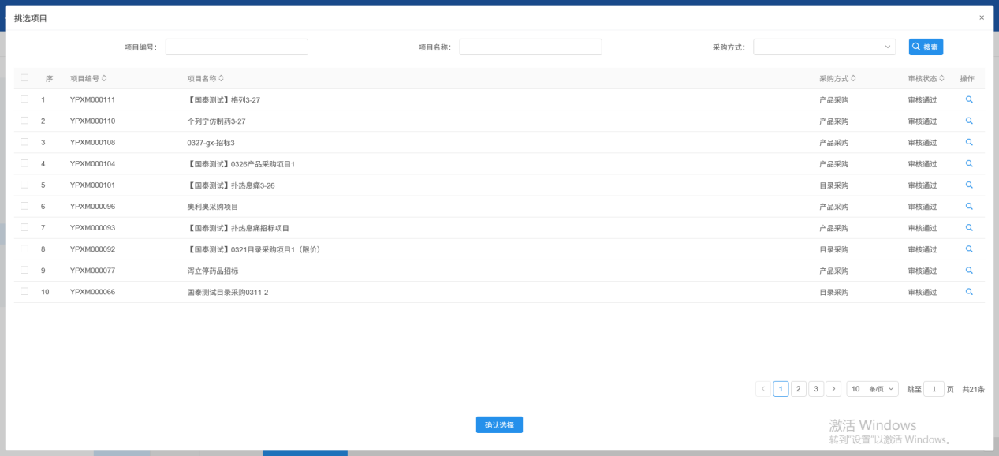 挑选项目
项目编号： 项目名称： 采购方式： 搜索
序 项目编号 项目名称 采购方式 审核状态 操作
1 YPXM000111 【国泰测试】格列3-27 产品采购 审核通过
2 YPXM000110 个列宁仿制药3-27 产品采购 审核通过
3 YPXM000108 0327-gx-招标3 产品采购 审核通过
4 YPXM000104 【国泰测试】0326产品采购项目1 产品采购 审核通过
5 YPXM000101 【国泰测试】扑热息痛3-26 目录采购 审核通过
6 YPXM000096 奥利奥采购项目 产品采购 审核通过
7 YPXM000093 【国泰测试】扑热息痛招标项目 产品采购 审核通过
8 YPXM000092 【国泰测试】0321目录采购项目1（限价） 目录采购 审核通过
9 YPXM000077 泻立停药品招标 产品采购 审核通过
10 YPXM000066 国泰测试目录采购0311-2 目录采购 审核通过
1 2 3 10 条/页 跳至 1 页 共21条
确认选择
激活 Windows
转到"设置"以激活 Windows。